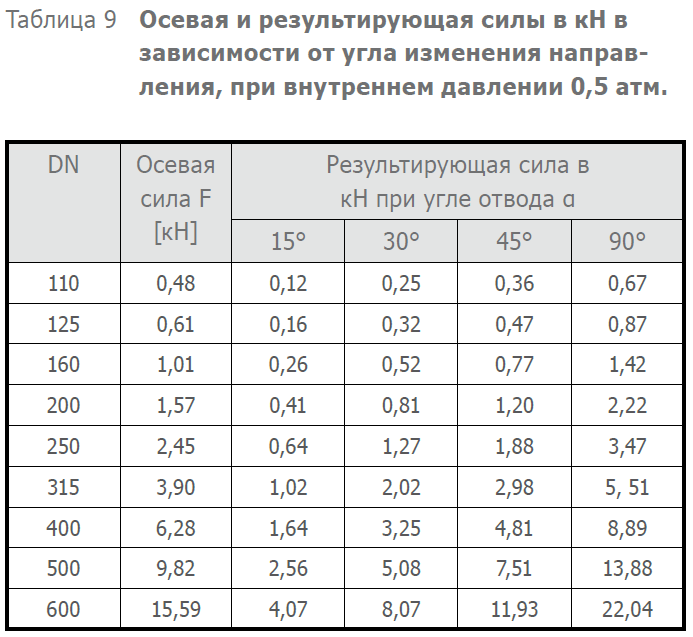 Таблица 9 Осевая и результирующая силы в кН в
зависимости от угла изменения направ-
ления, при внутреннем давлении 0,5 атм.
DN Осевая Результирующая сила в
сила F кН при угле отвода α
[кН] 15° 30° 45° 90°
110 0,48 0,12 0,25 0,36 0,67
125 0,61 0,16 0,32 0,47 0,87
160 1,01 0,26 0,52 0,77 1,42
200 1,57 0,41 0,81 1,20 2,22
250 2,45 0,64 1,27 1,88 3,47
315 3,90 1,02 2,02 2,98 5, 51
400 6,28 1,64 3,25 4,81 8,89
500 9,82 2,56 5,08 7,51 13,88
600 15,59 4,07 8,07 11,93 22,04